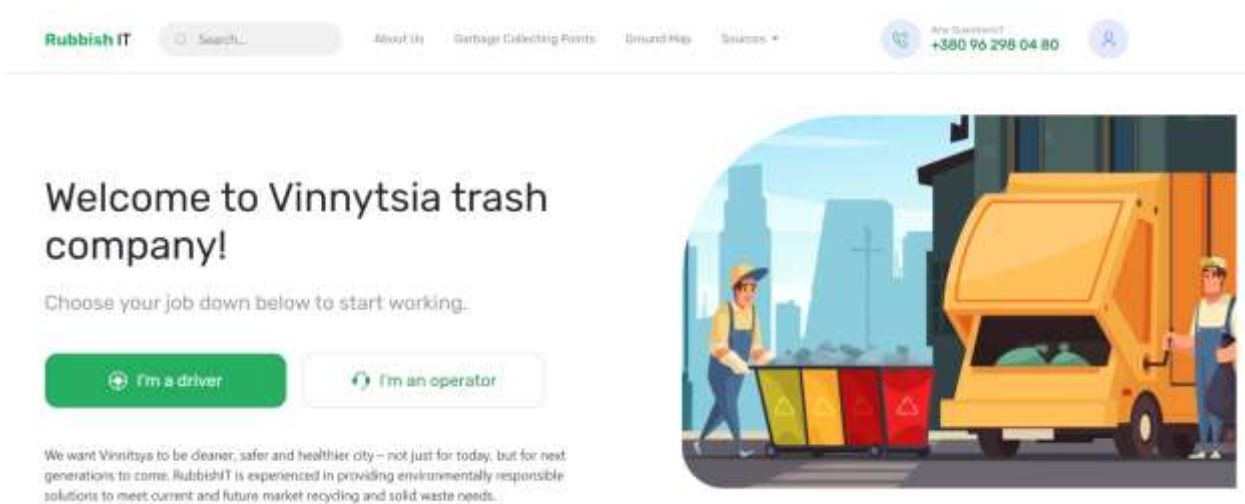 Rubbish IT
Search...
About Us
Garbage Collecting Points
Ground Map
Sources
Any Questions?
+380 96 298 04 80
Welcome to Vinnytsia trash
company!
Choose your job down below to start working.
I'm a driver
I'm an operator
We want Vinnitsya to be cleaner, safer and healthier city – not just for today, but for next
generations to come. RubbishIT is experienced in providing environmentally responsible
solutions to meet current and future market recycling and solid waste needs.